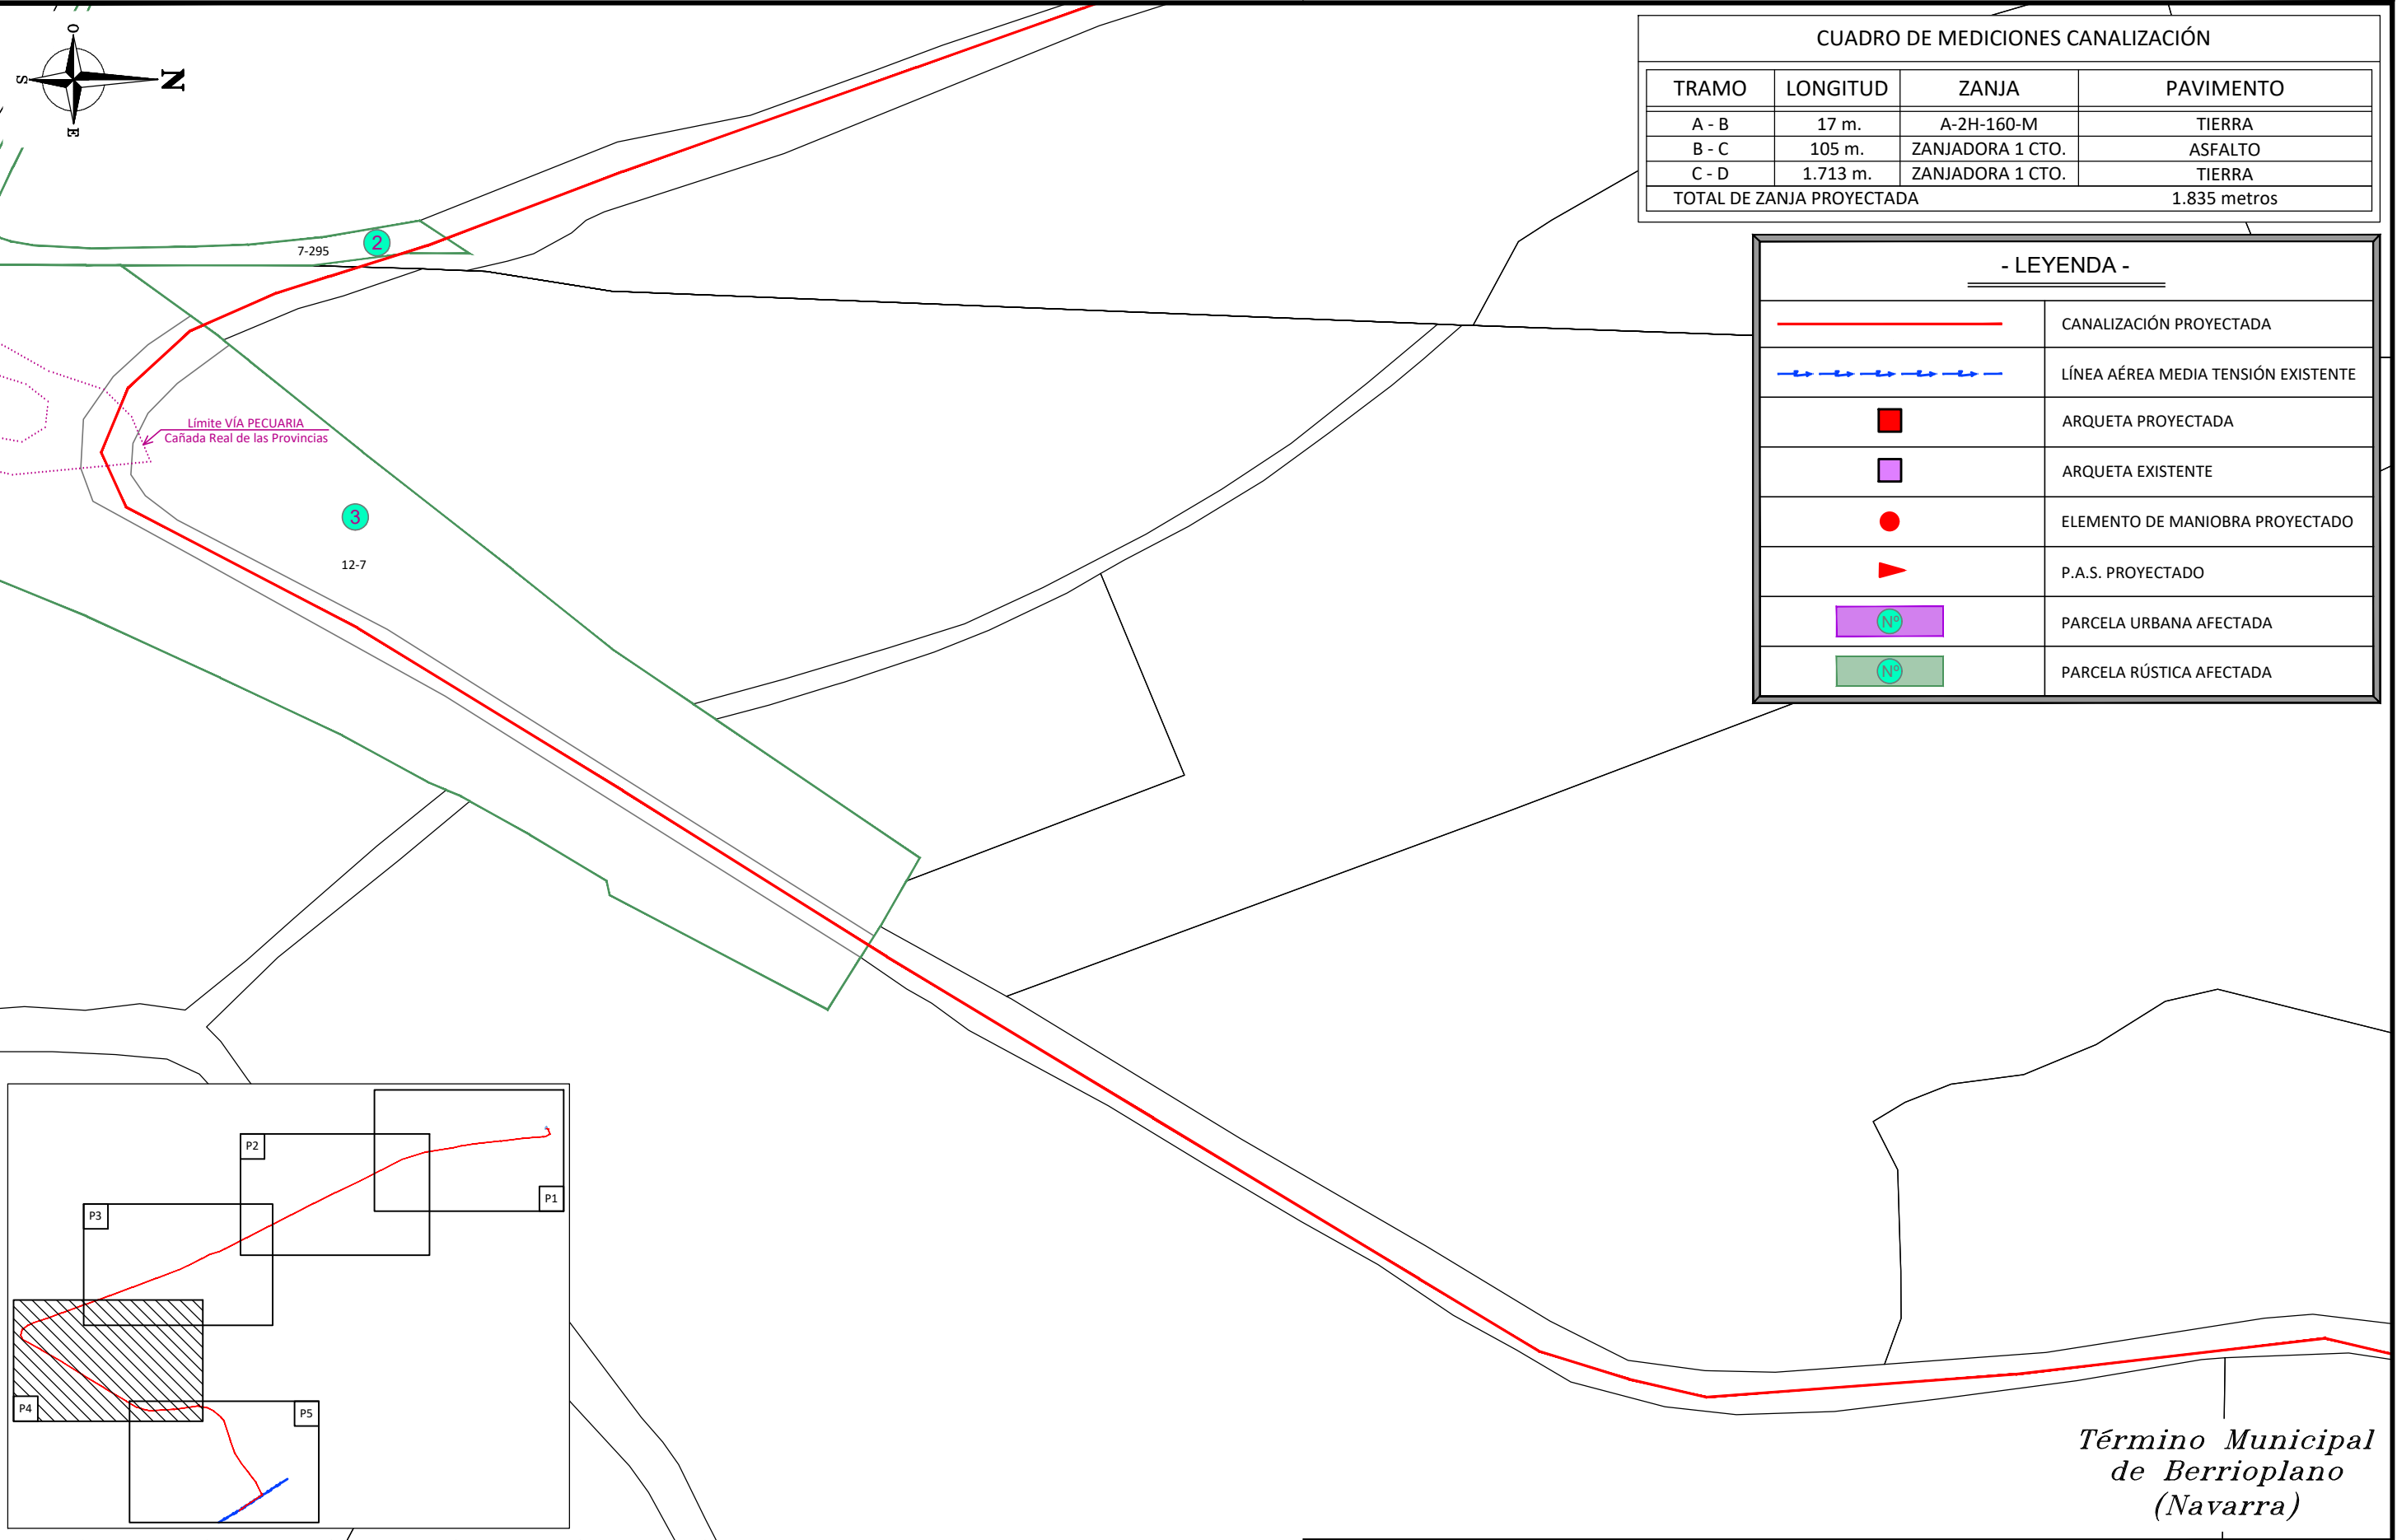 O
S
N
E
CUADRO DE MEDICIONES CANALIZACIÓN
TRAMO LONGITUD ZANJA PAVIMENTO
A - B 17 m. A-2H-160-M TIERRA
B - C 105 m. ZANJADORA 1 CTO. ASFALTO
C - D 1.713 m. ZANJADORA 1 CTO. TIERRA
TOTAL DE ZANJA PROYECTADA 1.835 metros
- LEYENDA -
CANALIZACIÓN PROYECTADA
LÍNEA AÉREA MEDIA TENSIÓN EXISTENTE
ARQUETA PROYECTADA
ARQUETA EXISTENTE
ELEMENTO DE MANIOBRA PROYECTADO
P.A.S. PROYECTADO
Nº PARCELA URBANA AFECTADA
Nº PARCELA RÚSTICA AFECTADA
7-295
2
Límite VÍA PECUARIA
Cañada Real de las Provincias
3
12-7
P2
P1
P3
P4
P5
Término Municipal
de Berrioplano
(Navarra)